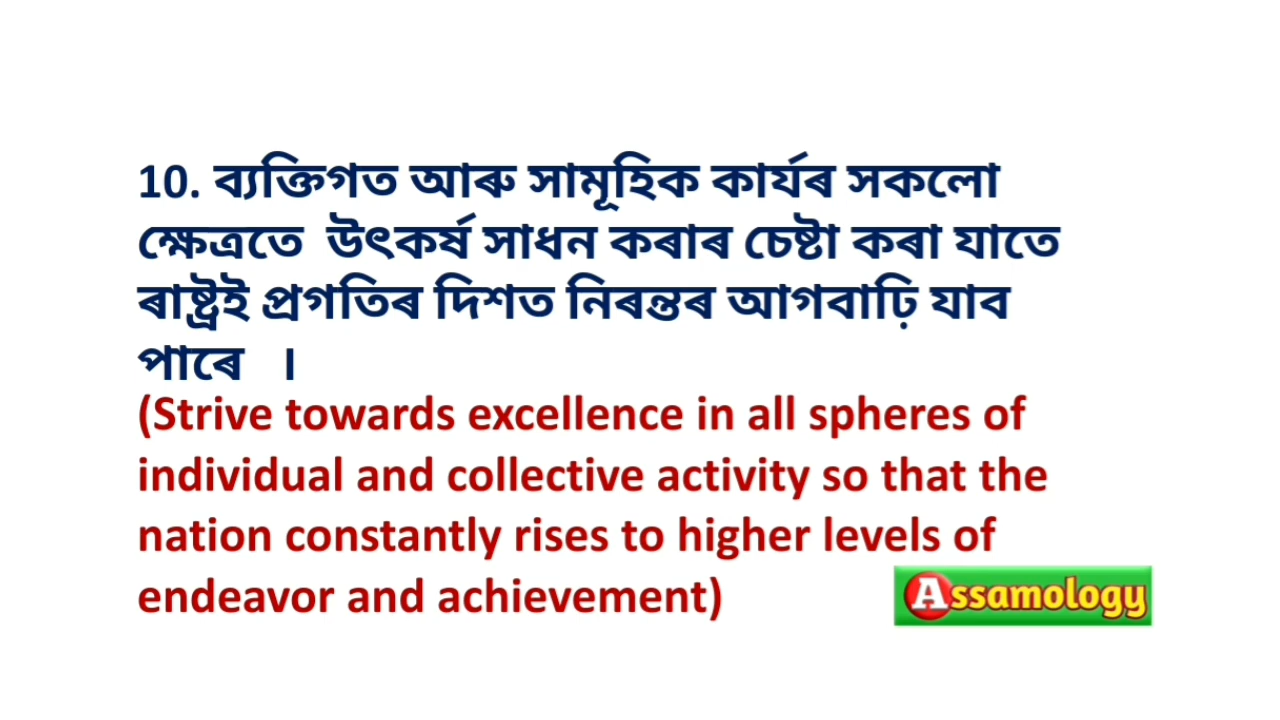 10. ব্যক্তিগত আৰু সামূহিক কাৰ্যৰ সকলো
ক্ষেত্ৰতে উৎকৰ্ষ সাধন কৰাৰ চেষ্টা কৰা যাতে
ৰাষ্ট্ৰই প্ৰগতিৰ দিশত নিৰন্তৰ আগবাঢ়ি যাব
পাৰে ।
(Strive towards excellence in all spheres of
individual and collective activity so that the
nation constantly rises to higher levels of
endeavor and achievement)
Assamology